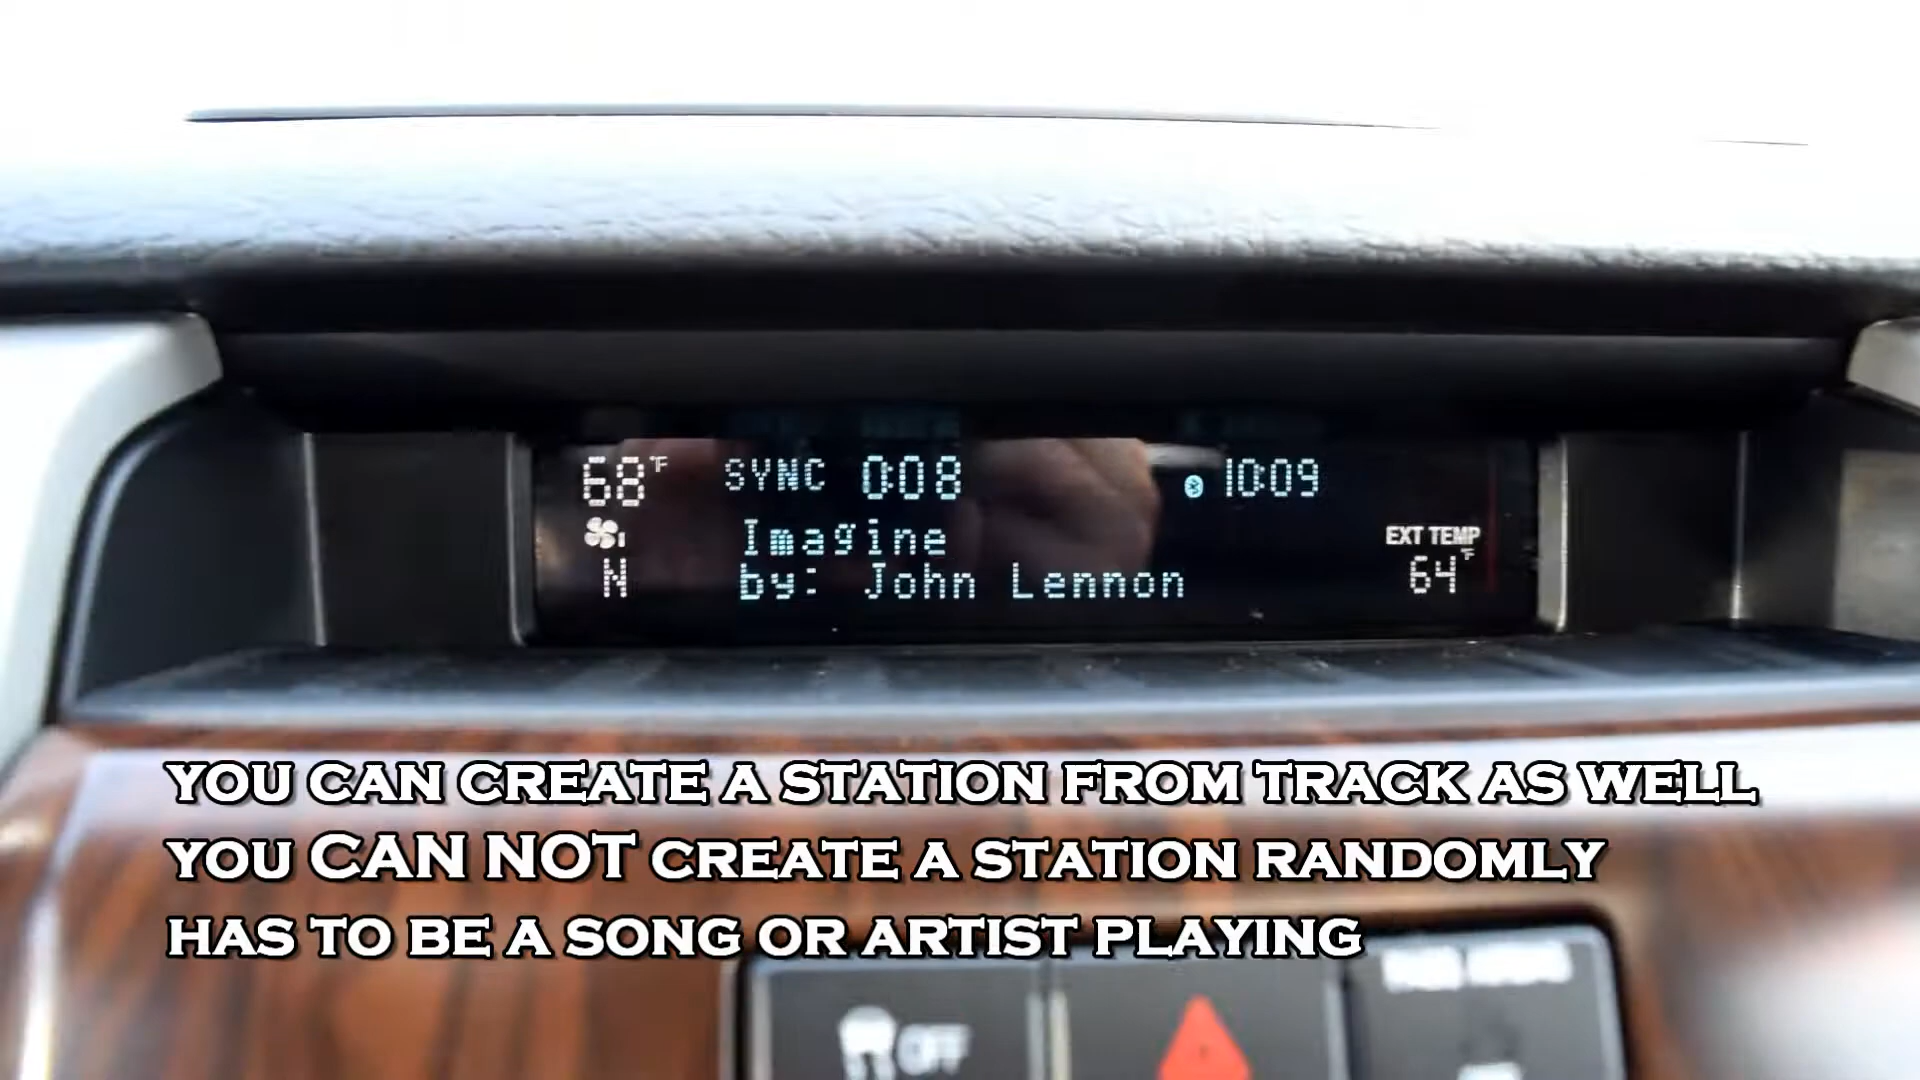 68°F SYNC 0:08 10:09
Imagine
EXT TEMP
N by: John Lennon 64°F
YOU CAN CREATE A STATION FROM TRACK AS WELL
YOU CAN NOT CREATE A STATION RANDOMLY
HAS TO BE A SONG OR ARTIST PLAYING
OFF